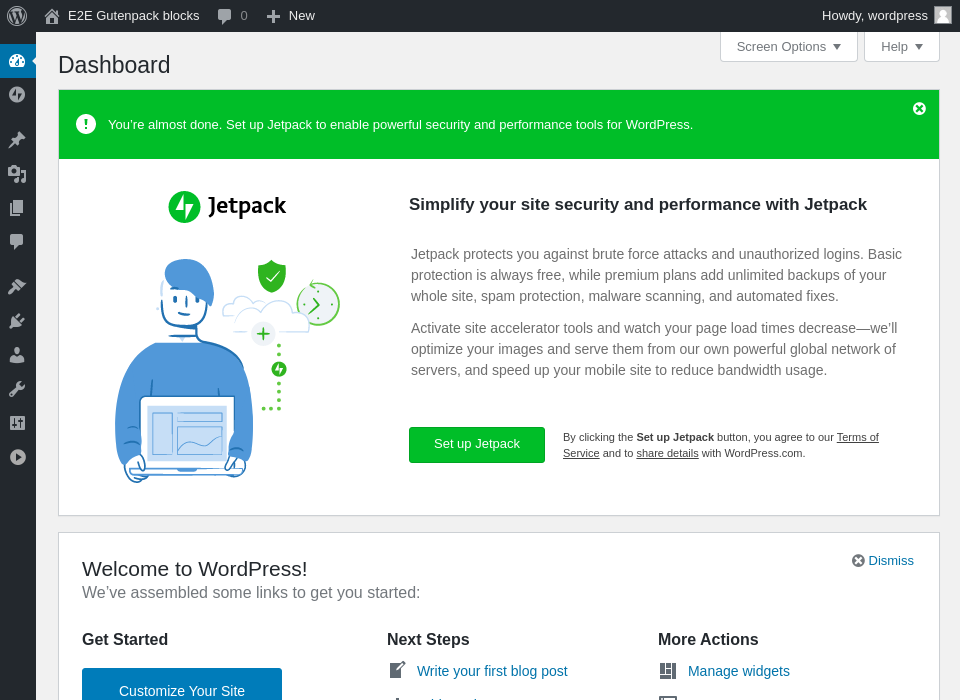 E2E Gutenpack blocks 0 New Howdy, wordpress
Screen Options Help
Dashboard
You’re almost done. Set up Jetpack to enable powerful security and performance tools for WordPress.
Jetpack
Simplify your site security and performance with Jetpack
Jetpack protects you against brute force attacks and unauthorized logins. Basic
protection is always free, while premium plans add unlimited backups of your
whole site, spam protection, malware scanning, and automated fixes.
Activate site accelerator tools and watch your page load times decrease—we’ll
optimize your images and serve them from our own powerful global network of
servers, and speed up your mobile site to reduce bandwidth usage.
Set up Jetpack
By clicking the Set up Jetpack button, you agree to our Terms of
Service and to share details with WordPress.com.
Dismiss
Welcome to WordPress!
We’ve assembled some links to get you started:
Get Started
Customize Your Site
Next Steps
Write your first blog post
More Actions
Manage widgets